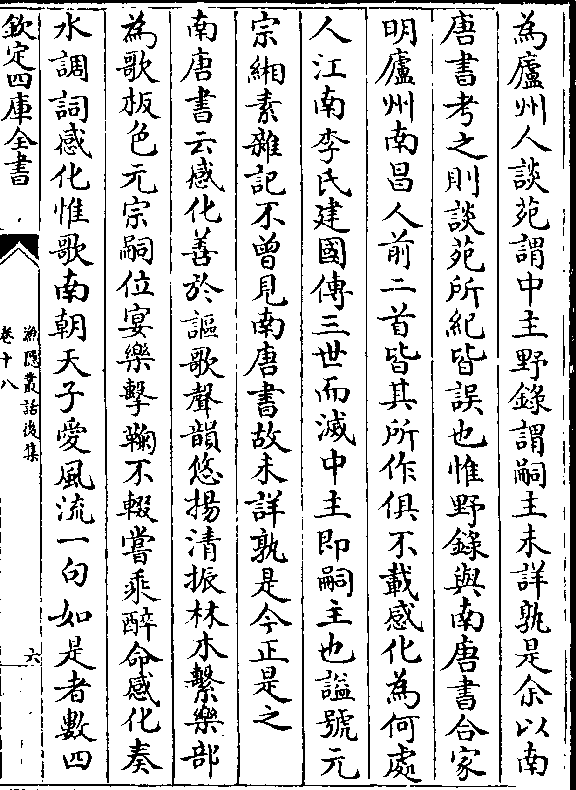 為廬州人談苑謂中主野錄謂嗣主未詳孰是余以南
唐書考之則談苑所紀皆誤也惟野錄與南唐書合家
明廬州南昌人前二首皆其所作俱不載感化為何處
人江南李氏建國傳三世而滅中主即嗣主也謚號元
宗緗素雜記不曾見南唐書故未詳孰是今正是之
南唐書云感化善於謳歌聲韻悠揚清振林木繫樂部
為歌板色元宗嗣位宴樂擊鞠不輟嘗乘醉命感化奏
水調詞感化惟歌南朝天子愛風流一句如是者數四
欽定四庫全書
漁隱叢話後集
卷十八
六